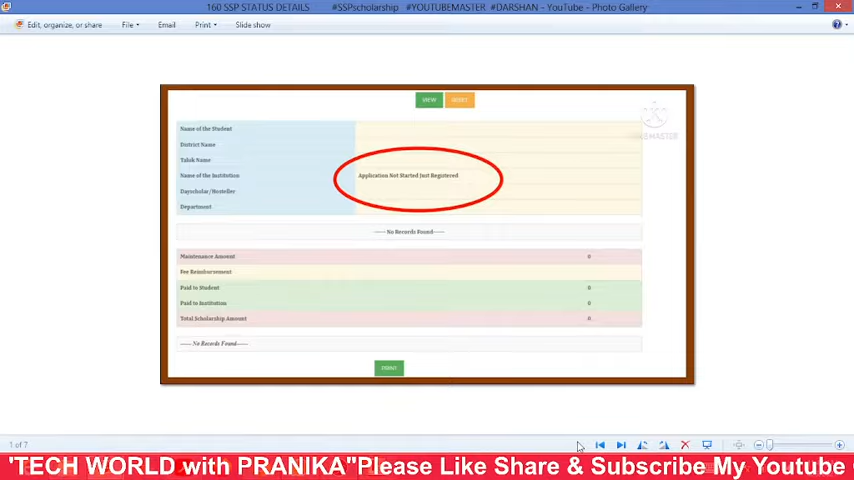 160 SSP STATUS DETAILS #SSPscholarship #YOUTUBEMASTER #DARSHAN – YouTube – Photo Gallery
Edit, organize, or share File Email Print Slide show
VIEW RESET
Name of the Student
District Name
Taluk Name
Name of the Institution Application Not Started Just Registered
Dayscholar/Hosteller
Department
------ No Records Found------
Maintenance Amount 0
Fee Reimbursement
Paid to Student 0
Paid to Institution 0
Total Scholarship Amount 0
------ No Records Found------
PRINT
1 of 7
'TECH WORLD with PRANIKA"Please Like Share & Subscribe My Youtube